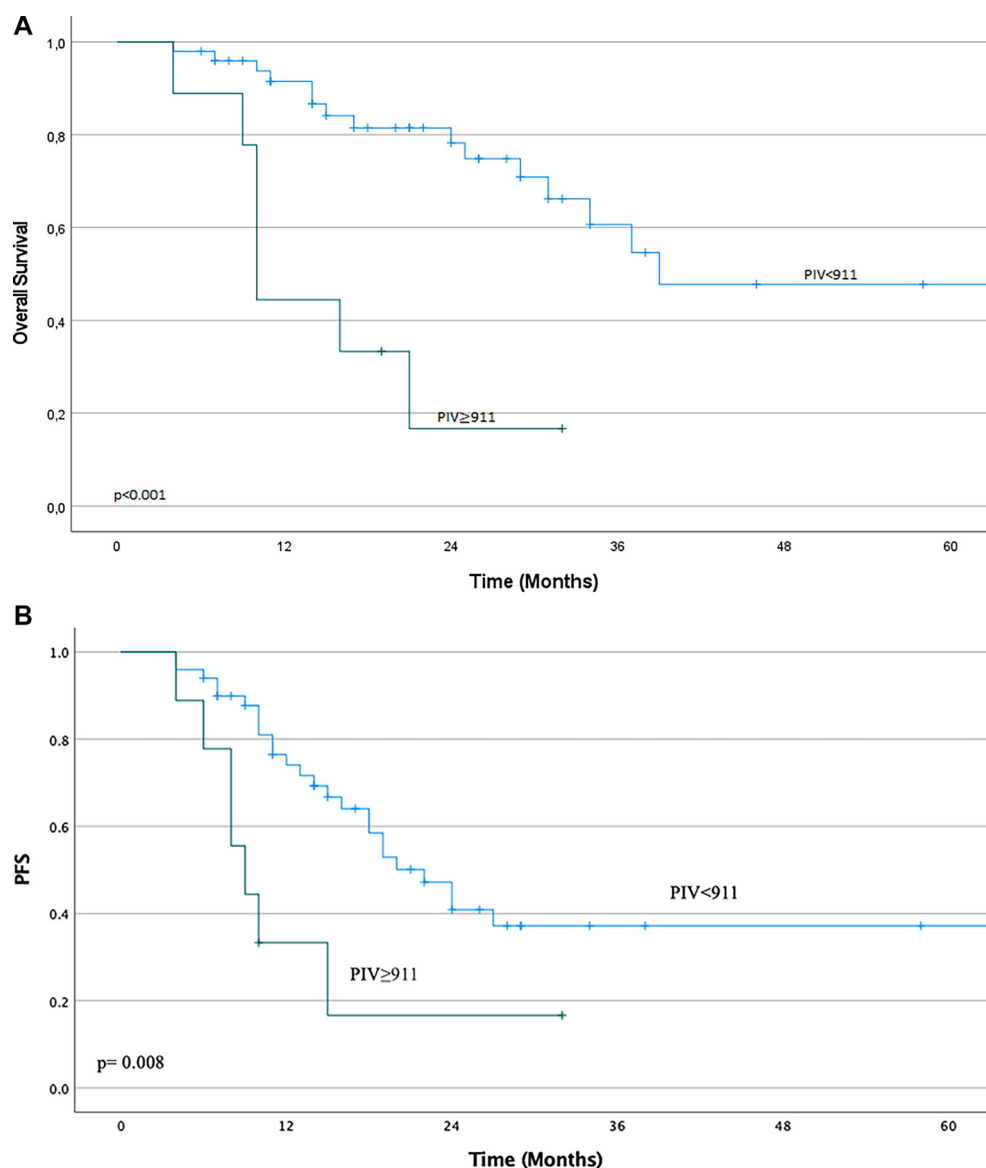 A
1,0
0,8
0,6
0,4
0,2
0,0
Overall Survival
PIV<911
PIV≥911
p<0.001
0 12 24 36 48 60
Time (Months)
B
1.0
0.8
0.6
0.4
0.2
0.0
PFS
PIV<911
PIV≥911
p= 0.008
0 12 24 36 48 60
Time (Months)